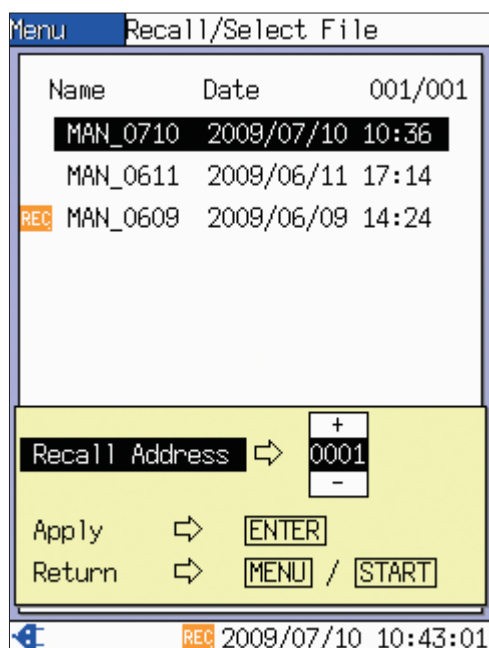 Menu Recall/Select File
Name Date 001/001
MAN_0710 2009/07/10 10:36
MAN_0611 2009/06/11 17:14
REC MAN_0609 2009/06/09 14:24
+
Recall Address ⇨ 0001
-
Apply ⇨ ENTER
Return ⇨ MENU / START
REC 2009/07/10 10:43:01